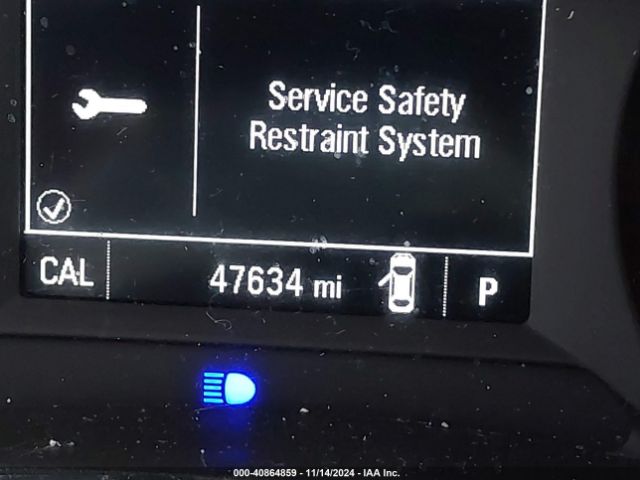 Service Safety
Restraint System
CAL 47634 mi P
000-40864859 - 11/14/2024 - IAA Inc.